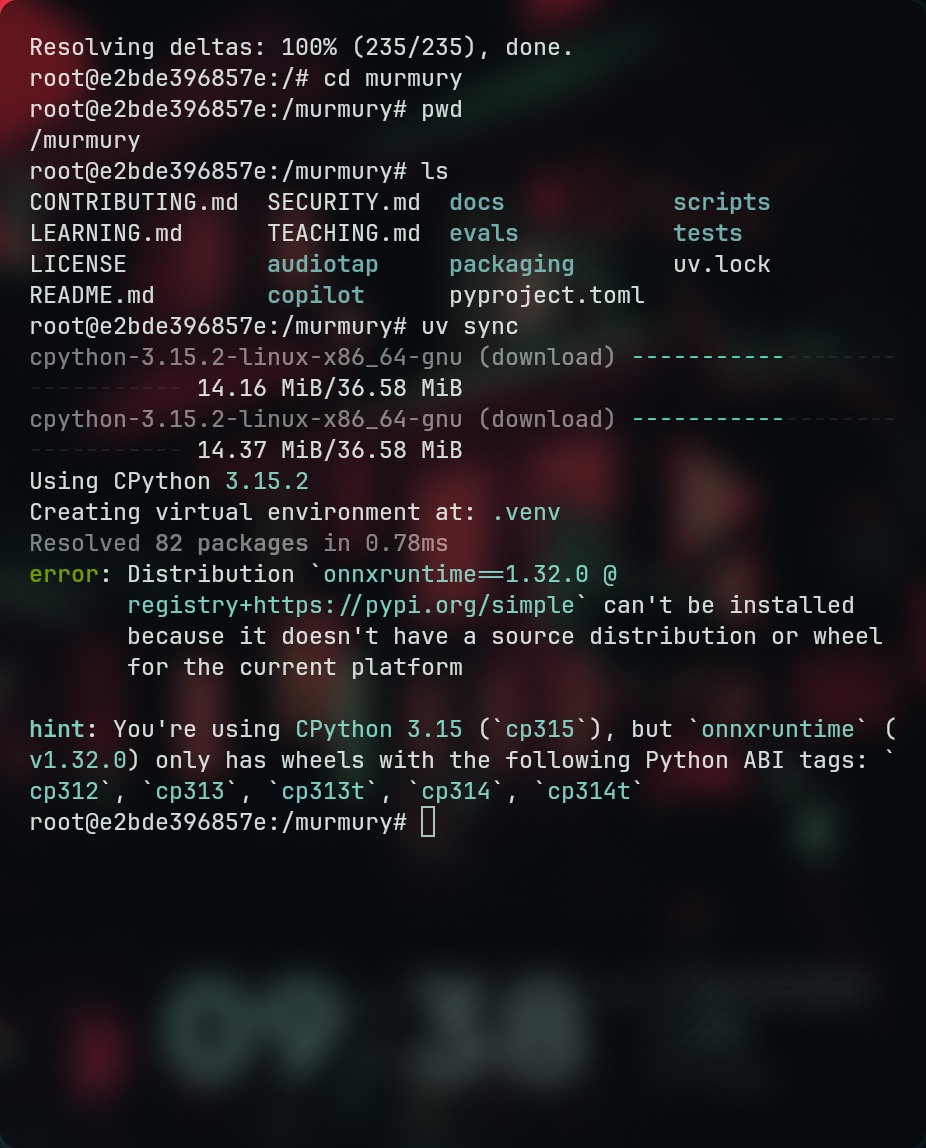 Resolving deltas: 100% (235/235), done.
root@e2bde396857e:/# cd murmury
root@e2bde396857e:/murmury# pwd
/murmury
root@e2bde396857e:/murmury# ls
CONTRIBUTING.md  SECURITY.md  docs            scripts
LEARNING.md      TEACHING.md  evals           tests
LICENSE          audiotap     packaging       uv.lock
README.md        copilot      pyproject.toml
root@e2bde396857e:/murmury# uv sync
cpython-3.15.2-linux-x86_64-gnu (download) -------------------
----------- 14.16 MiB/36.58 MiB
cpython-3.15.2-linux-x86_64-gnu (download) -------------------
----------- 14.37 MiB/36.58 MiB
Using CPython 3.15.2
Creating virtual environment at: .venv
Resolved 82 packages in 0.78ms
error: Distribution `onnxruntime==1.32.0 @
       registry+https://pypi.org/simple` can't be installed
       because it doesn't have a source distribution or wheel
       for the current platform

hint: You're using CPython 3.15 (`cp315`), but `onnxruntime` (
v1.32.0) only has wheels with the following Python ABI tags: `
cp312`, `cp313`, `cp313t`, `cp314`, `cp314t`
root@e2bde396857e:/murmury#
09 38